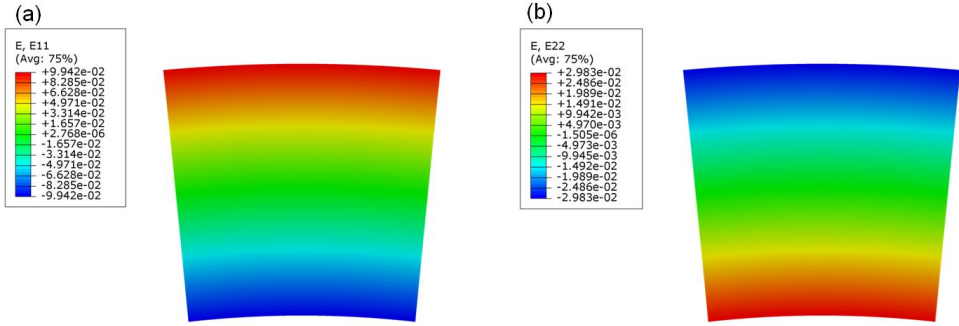 (a)
E, E11
(Avg: 75%)
+9.942e-02
+8.285e-02
+6.628e-02
+4.971e-02
+3.314e-02
+1.657e-02
+2.768e-06
-1.657e-02
-3.314e-02
-4.971e-02
-6.628e-02
-8.285e-02
-9.942e-02
(b)
E, E22
(Avg: 75%)
+2.983e-02
+2.486e-02
+1.989e-02
+1.491e-02
+9.942e-03
+4.970e-03
-1.505e-06
-4.973e-03
-9.945e-03
-1.492e-02
-1.989e-02
-2.486e-02
-2.983e-02